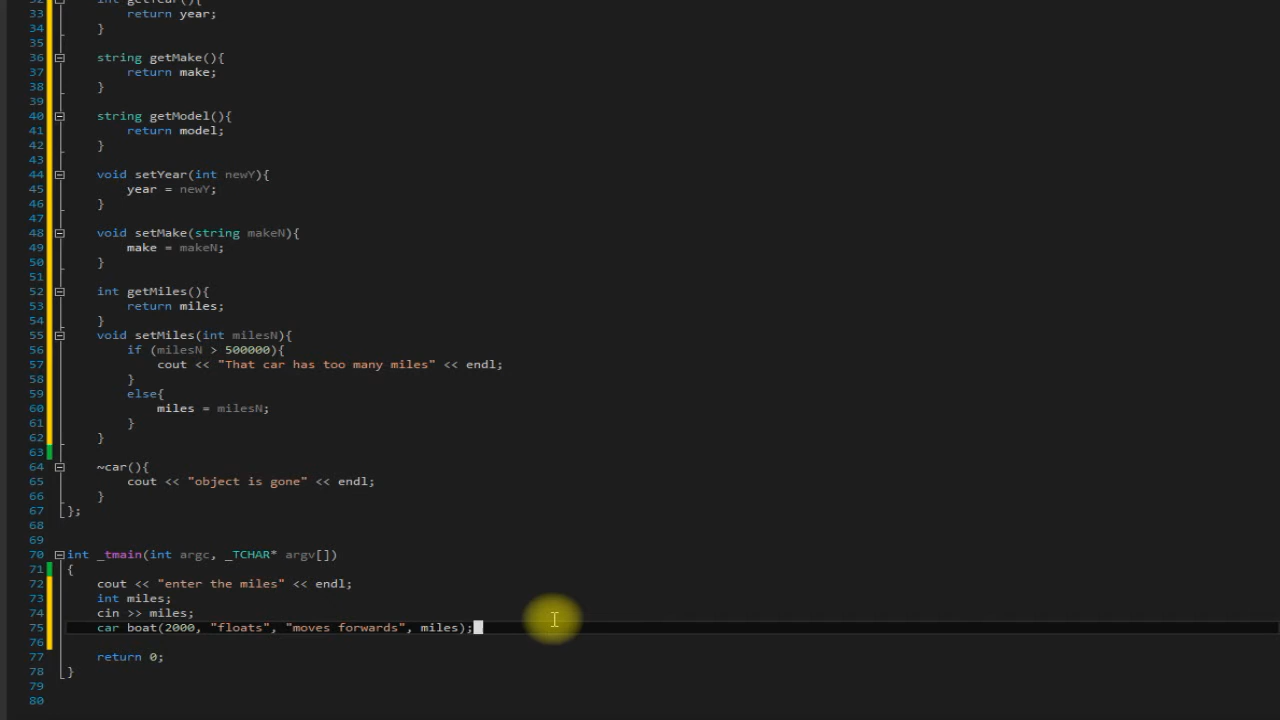 32 int getYear(){
33 return year;
34 }
35
36 string getMake(){
37 return make;
38 }
39
40 string getModel(){
41 return model;
42 }
43
44 void setYear(int newY){
45 year = newY;
46 }
47
48 void setMake(string makeN){
49 make = makeN;
50 }
51
52 int getMiles(){
53 return miles;
54 }
55 void setMiles(int milesN){
56 if (milesN > 500000){
57 cout << "That car has too many miles" << endl;
58 }
59 else{
60 miles = milesN;
61 }
62 }
63
64 ~car(){
65 cout << "object is gone" << endl;
66 }
67 };
68
69
70 int _tmain(int argc, _TCHAR* argv[])
71 {
72 cout << "enter the miles" << endl;
73 int miles;
74 cin >> miles;
75 car boat(2000, "floats", "moves forwards", miles);
76
77 return 0;
78 }
79
80